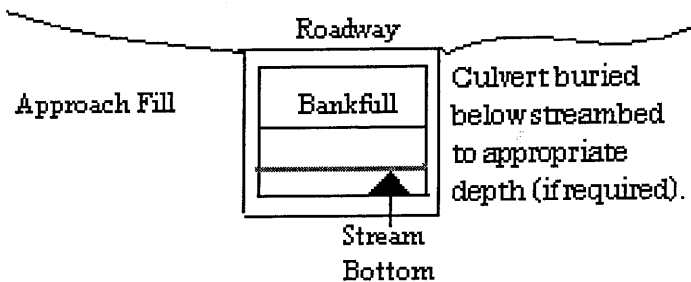 Roadway
Approach Fill
Bankfull
Culvert buried
below streambed
to appropriate
depth (if required).
Stream
Bottom